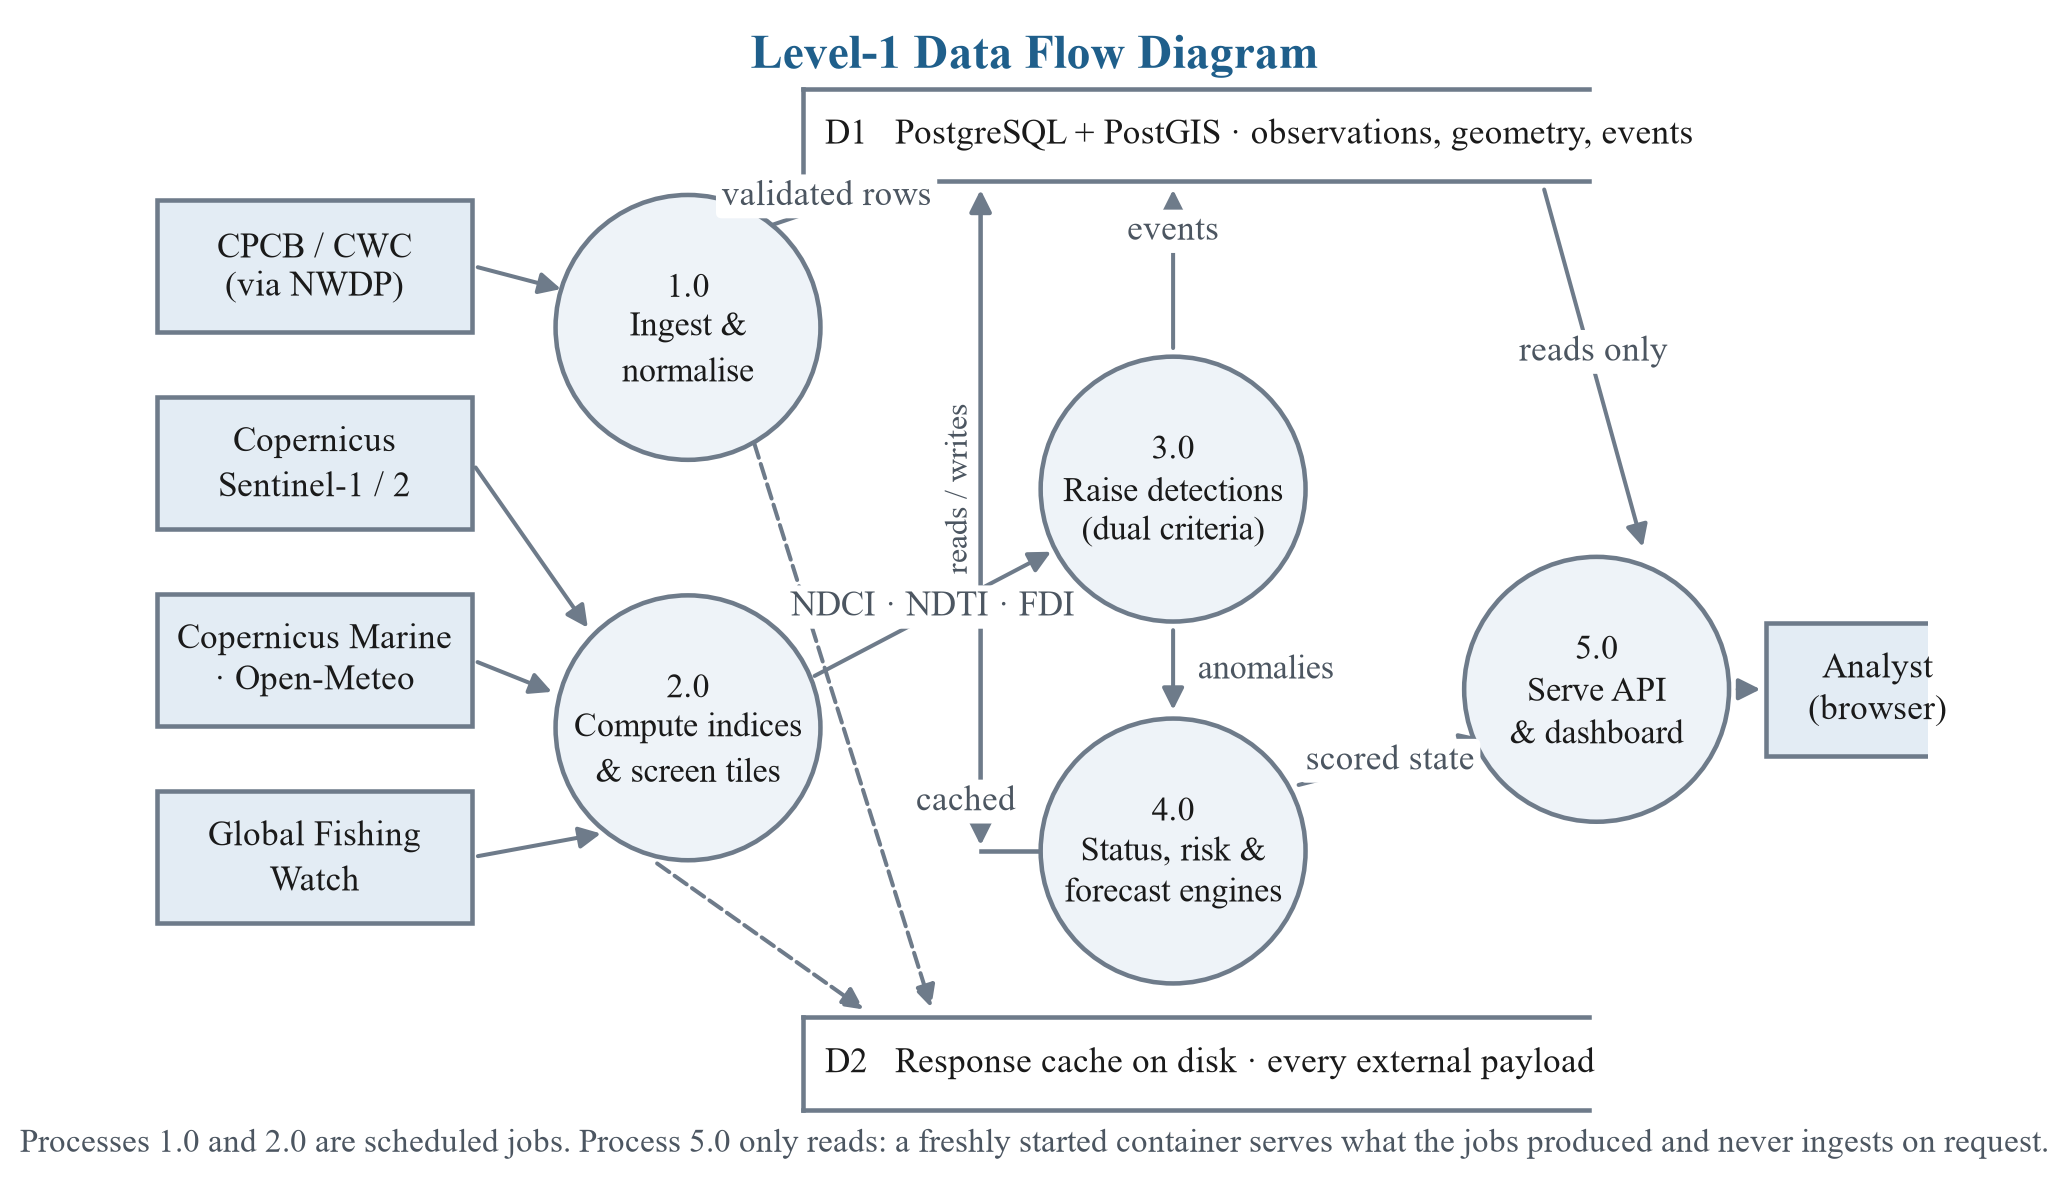 Level-1 Data Flow Diagram
D1 PostgreSQL + PostGIS · observations, geometry, events
validated rows
events
CPCB / CWC
(via NWDP)
1.0
Ingest &
normalise
reads only
Copernicus
Sentinel-1 / 2
reads / writes
3.0
Raise detections
(dual criteria)
NDCI · NDTI · FDI
Copernicus Marine
· Open-Meteo
2.0
Compute indices
& screen tiles
anomalies
5.0
Serve API
& dashboard
Analyst
(browser)
scored state
cached
Global Fishing
Watch
4.0
Status, risk &
forecast engines
D2 Response cache on disk · every external payload
Processes 1.0 and 2.0 are scheduled jobs. Process 5.0 only reads: a freshly started container serves what the jobs produced and never ingests on request.